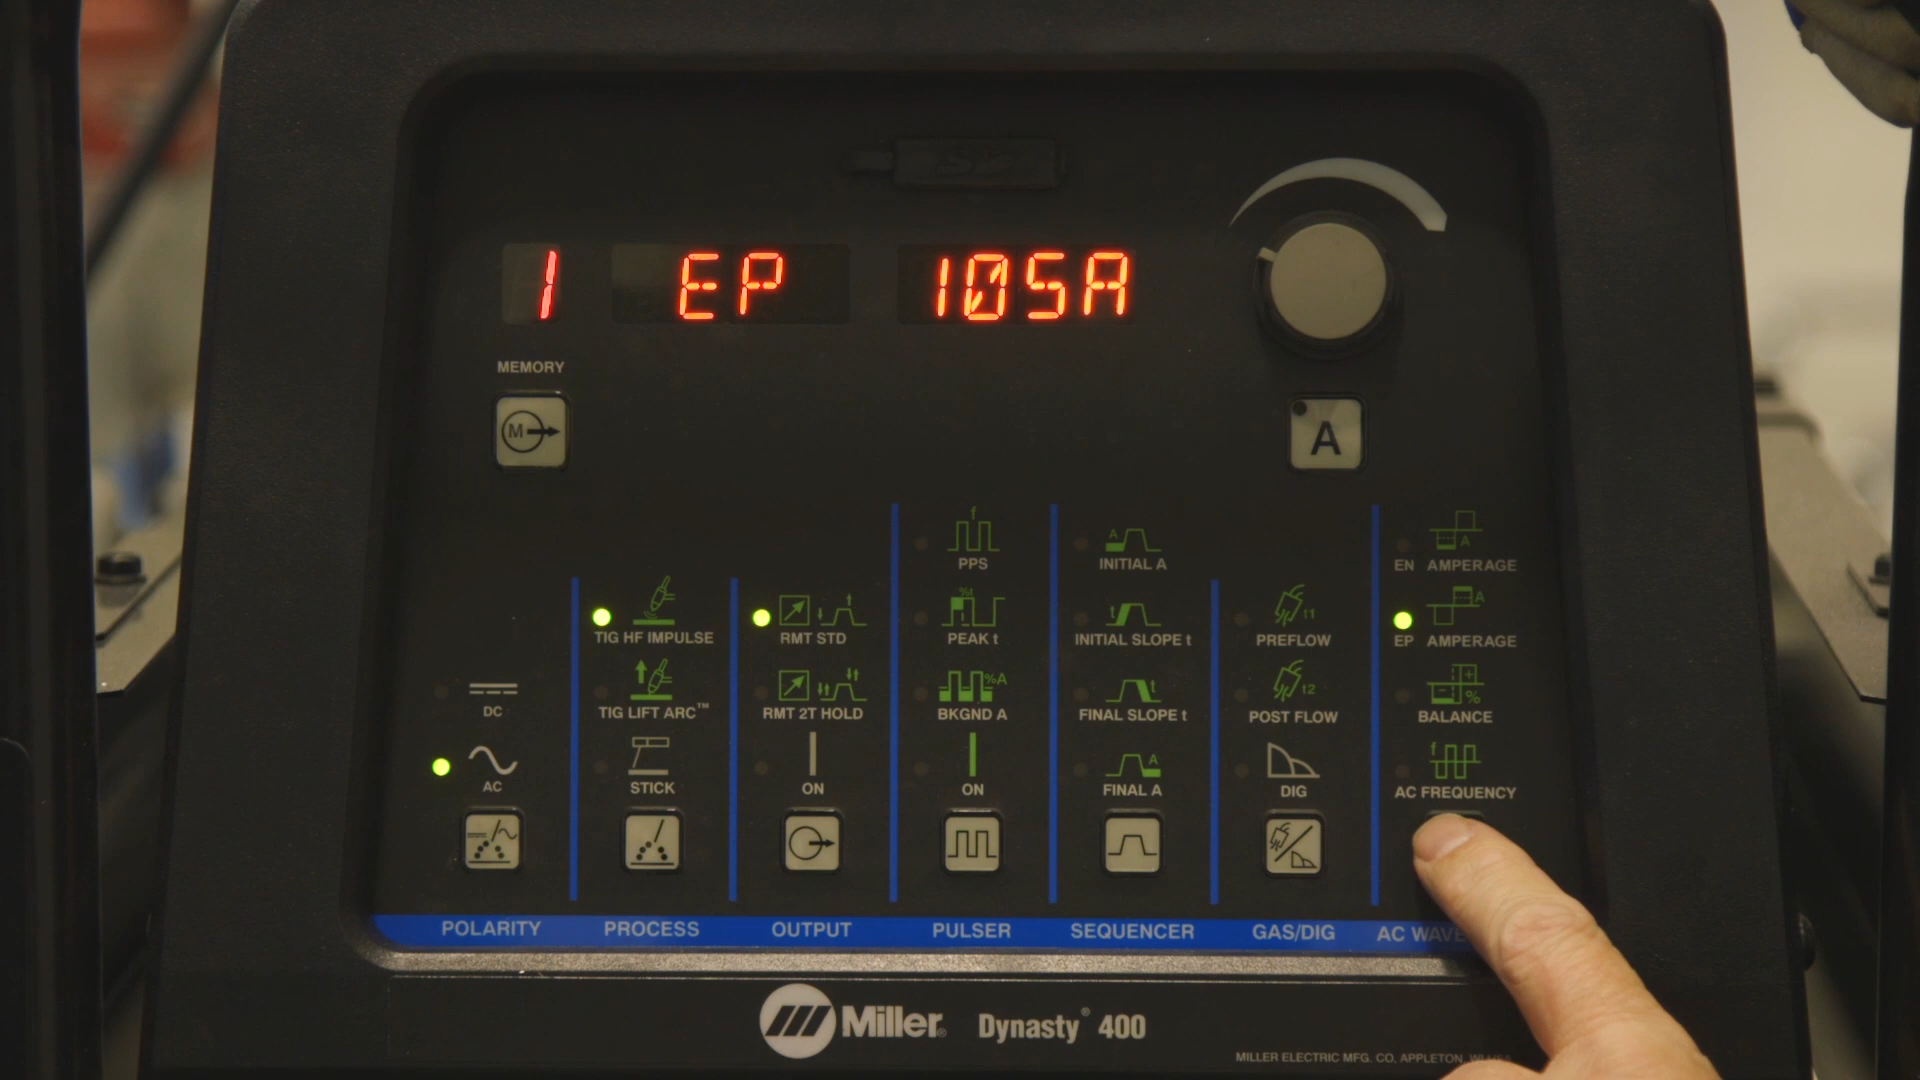 1 EP 105A
MEMORY
M
A
f
PPS
A
INITIAL A
A
EN AMPERAGE
TIG HF IMPULSE
RMT STD
%t
PEAK t
t
INITIAL SLOPE t
t1
PREFLOW
A
EP AMPERAGE
DC
TIG LIFT ARC™
RMT 2T HOLD
%A
BKGND A
t
FINAL SLOPE t
t2
POST FLOW
%
BALANCE
AC
STICK
ON
ON
A
FINAL A
DIG
f
AC FREQUENCY
POLARITY
PROCESS
OUTPUT
PULSER
SEQUENCER
GAS/DIG
AC WAVE
Miller®
Dynasty® 400
MILLER ELECTRIC MFG. CO, APPLETON,